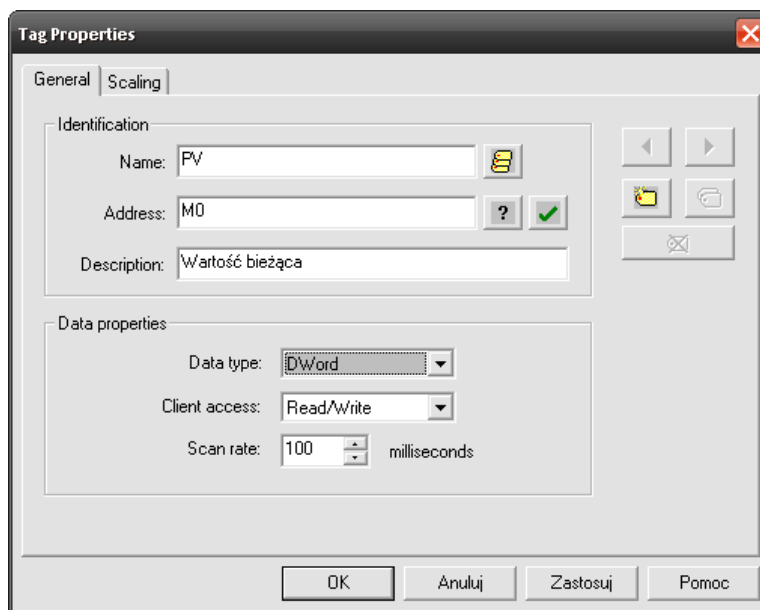 Tag Properties
General
Scaling
Identification
Name:
PV
Address:
M0
?
Description:
Wartość bieżąca
Data properties
Data type:
DWord
Client access:
Read/Write
Scan rate:
100
milliseconds
OK
Anuluj
Zastosuj
Pomoc